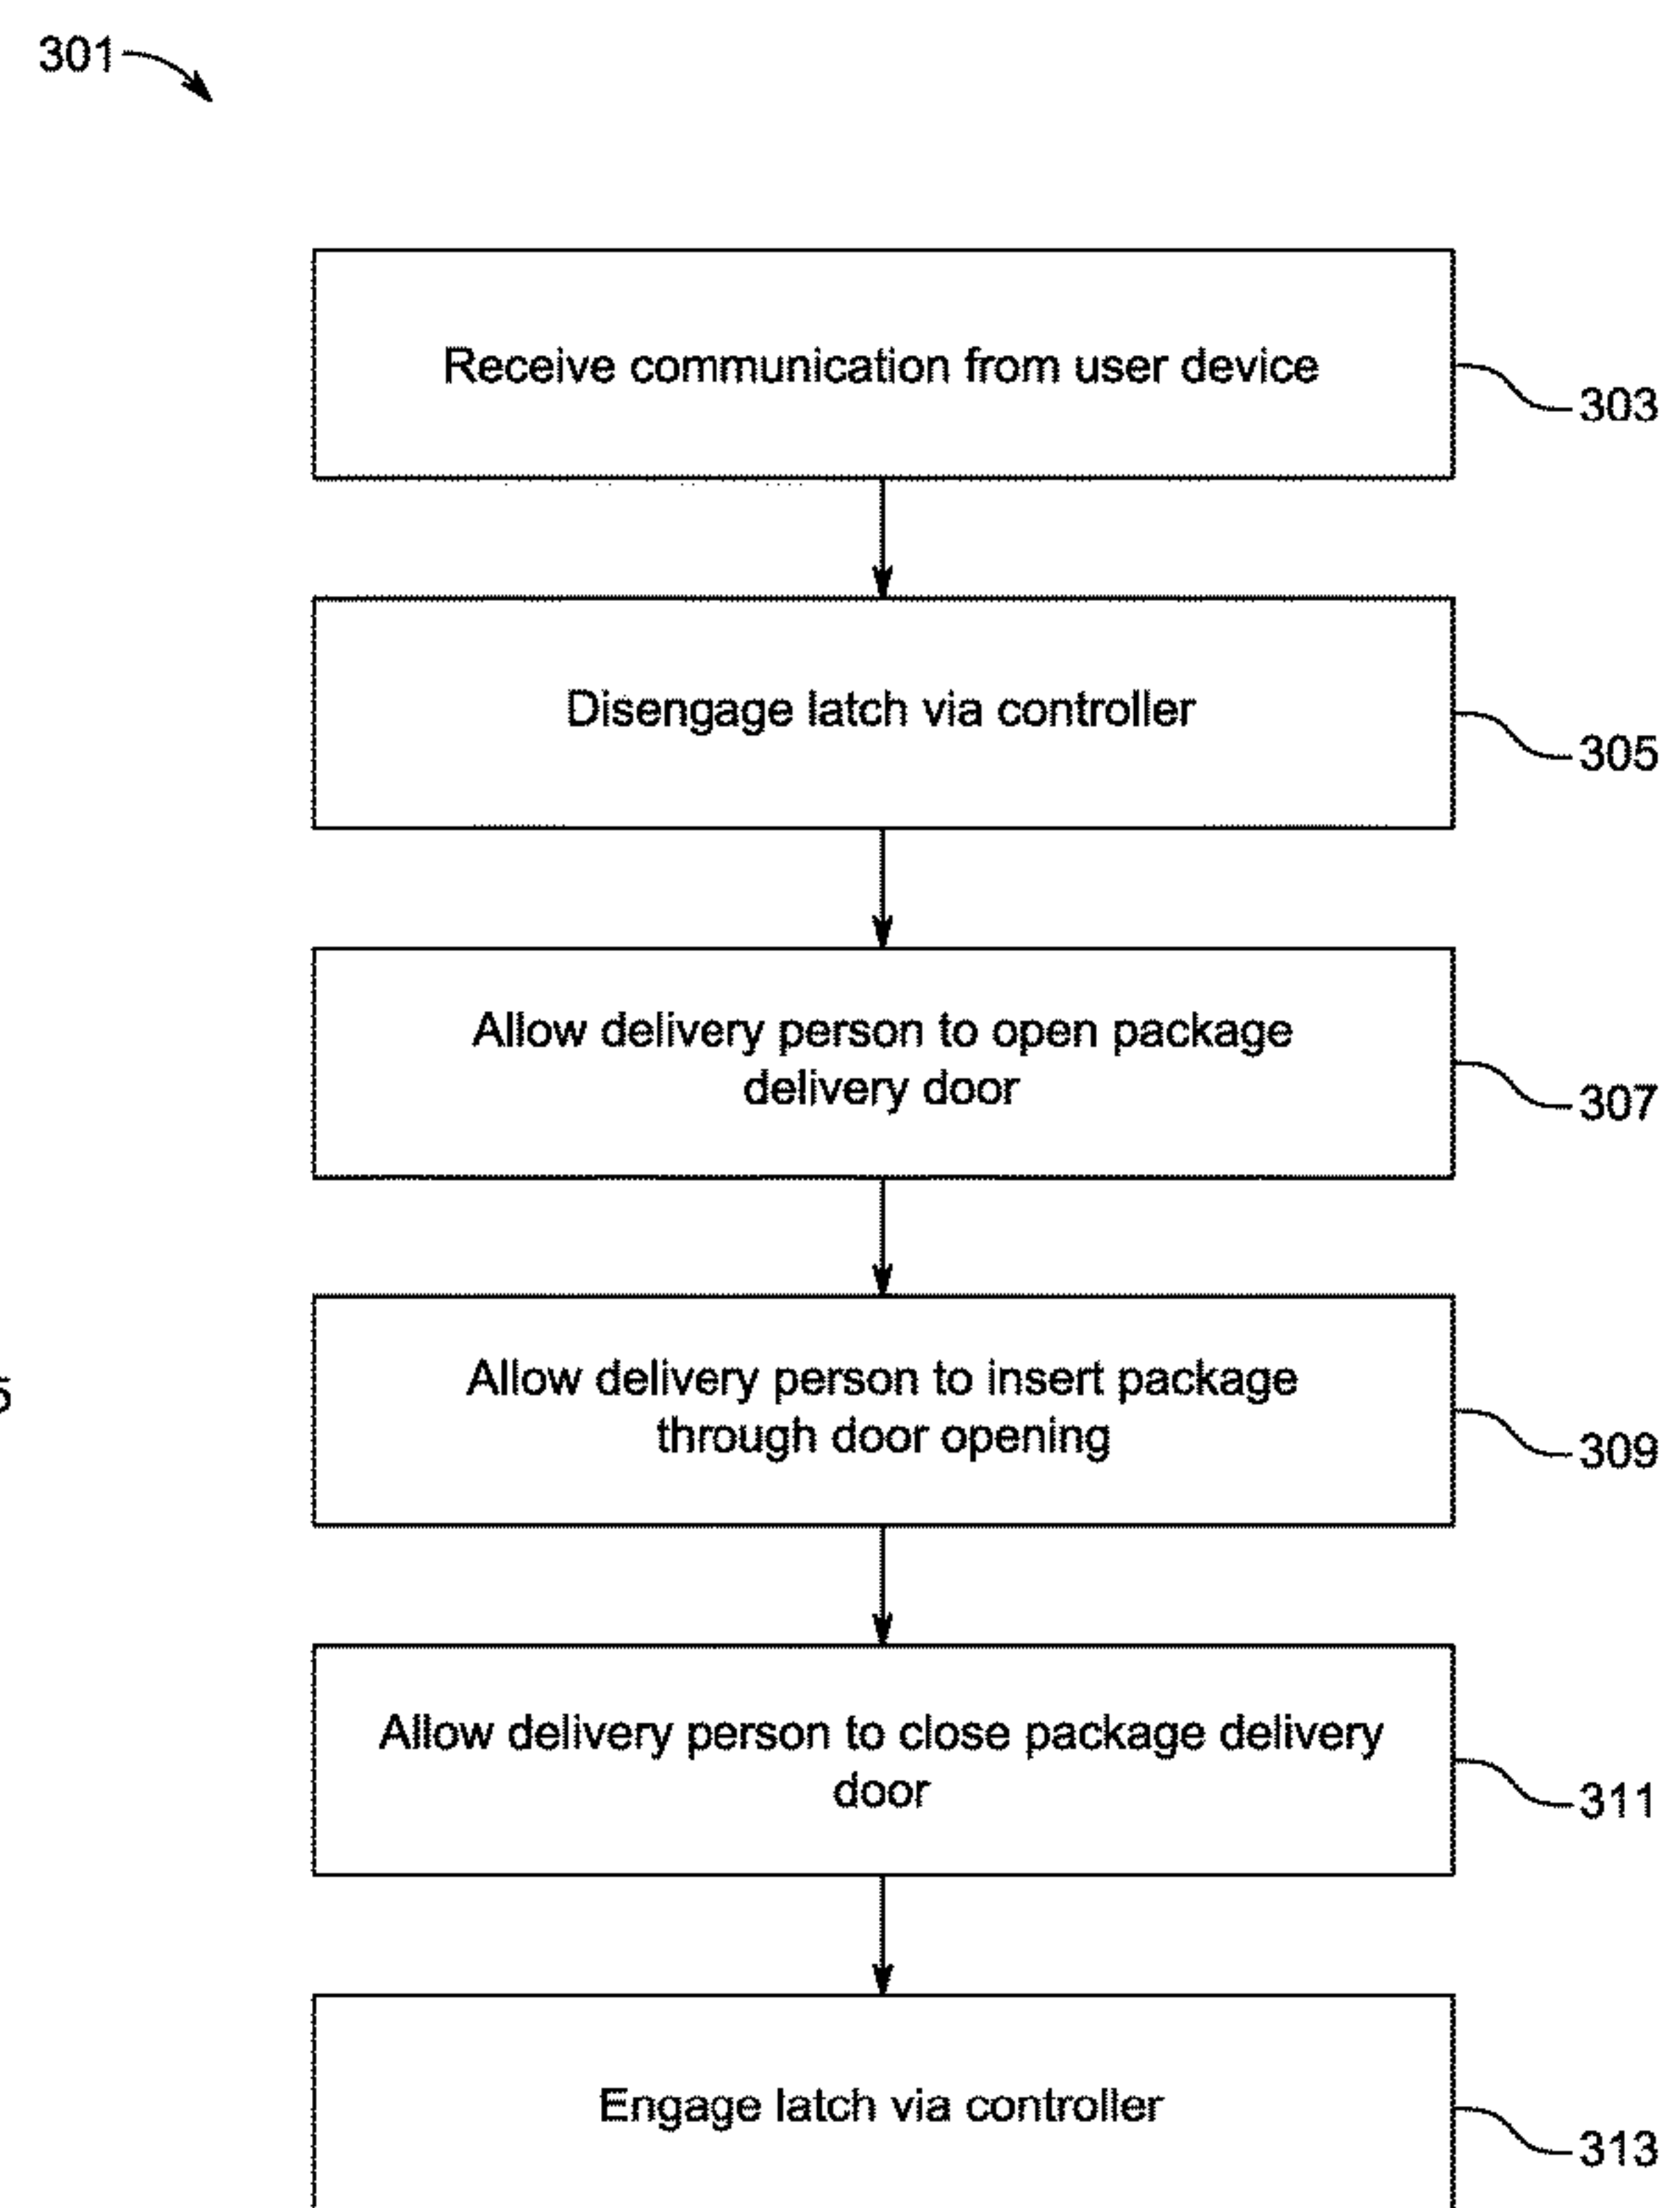 301
Receive communication from user device
303
Disengage latch via controller
305
Allow delivery person to open package
delivery door
307
Allow delivery person to insert package
through door opening
309
5
Allow delivery person to close package delivery
door
311
Engage latch via controller
313